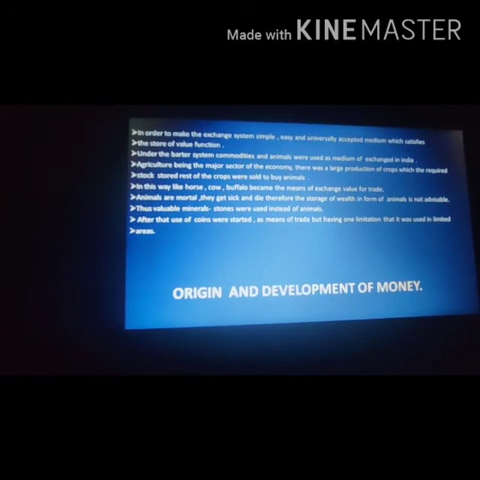 Made with KINEMASTER
➤In order to make the exchange system simple , easy and universally accepted medium which satisfies
➤the store of value function .
➤Under the barter system commodities and animals were used as medium of exchanged in india .
➤Agriculture being the major sector of the economy, there was a large production of crops which the required
➤stock stored rest of the crops were sold to buy animals .
➤In this way like horse , cow , buffalo became the means of exchange value for trade.
➤Animals are mortal ,they get sick and die therefore the storage of wealth in form of animals is not advisable.
➤Thus valuable minerals- stones were used instead of animals.
➤ After that use of coins were started , as means of trade but having one limitation that it was used in limited
➤areas.
ORIGIN AND DEVELOPMENT OF MONEY.